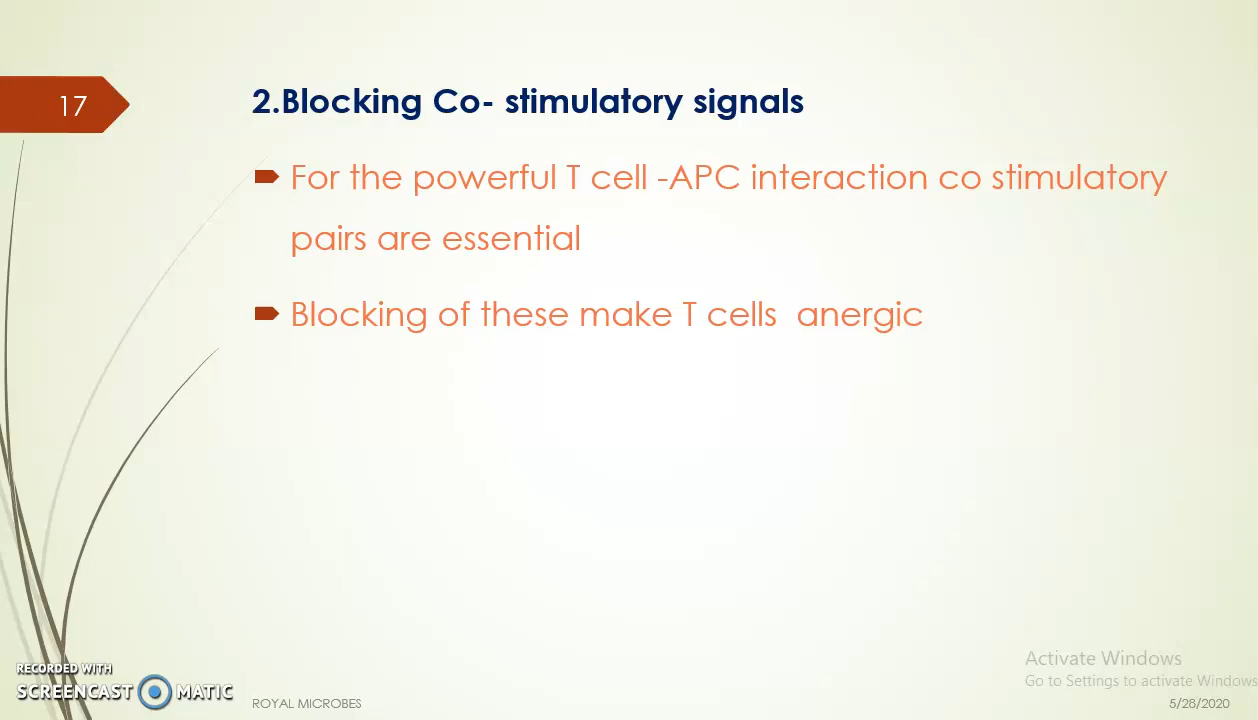 17
2.Blocking Co- stimulatory signals
For the powerful T cell -APC interaction co stimulatory
pairs are essential
Blocking of these make T cells  anergic
Activate Windows
Go to Settings to activate Windows
RECORDED WITH
SCREENCAST MATIC
ROYAL MICROBES
5/28/2020